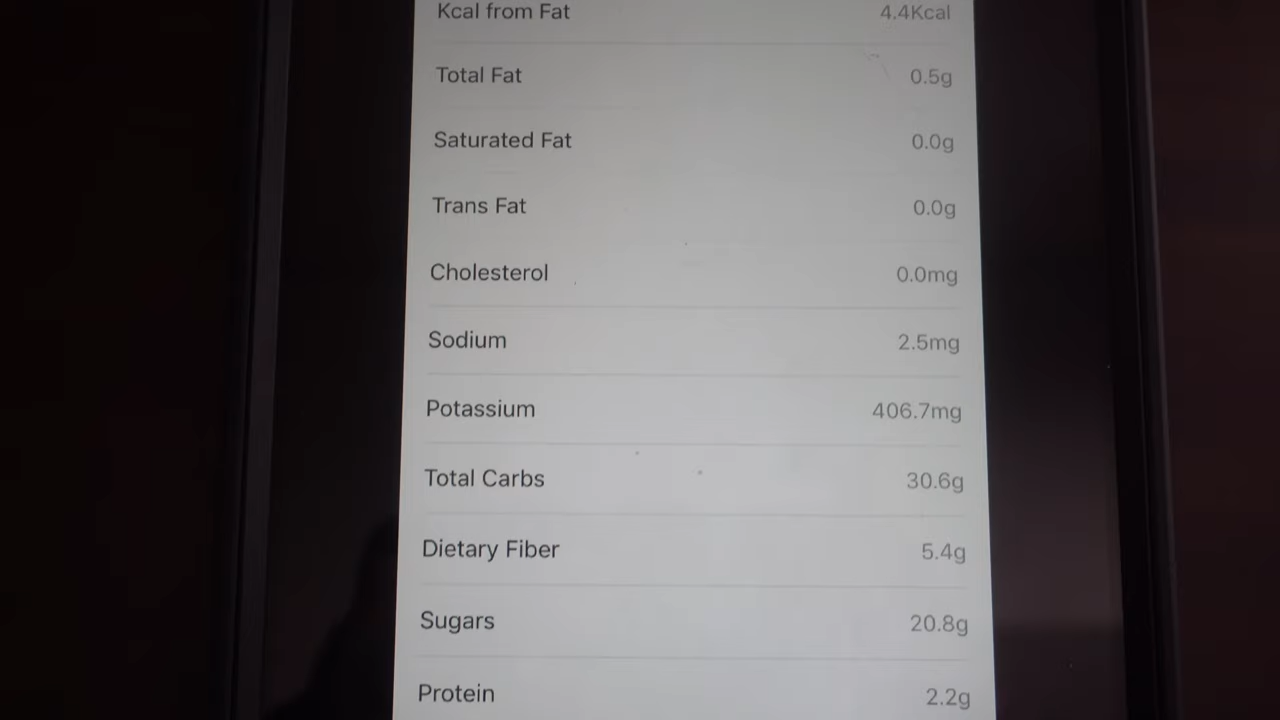 Kcal from Fat 4.4Kcal
Total Fat 0.5g
Saturated Fat 0.0g
Trans Fat 0.0g
Cholesterol 0.0mg
Sodium 2.5mg
Potassium 406.7mg
Total Carbs 30.6g
Dietary Fiber 5.4g
Sugars 20.8g
Protein 2.2g